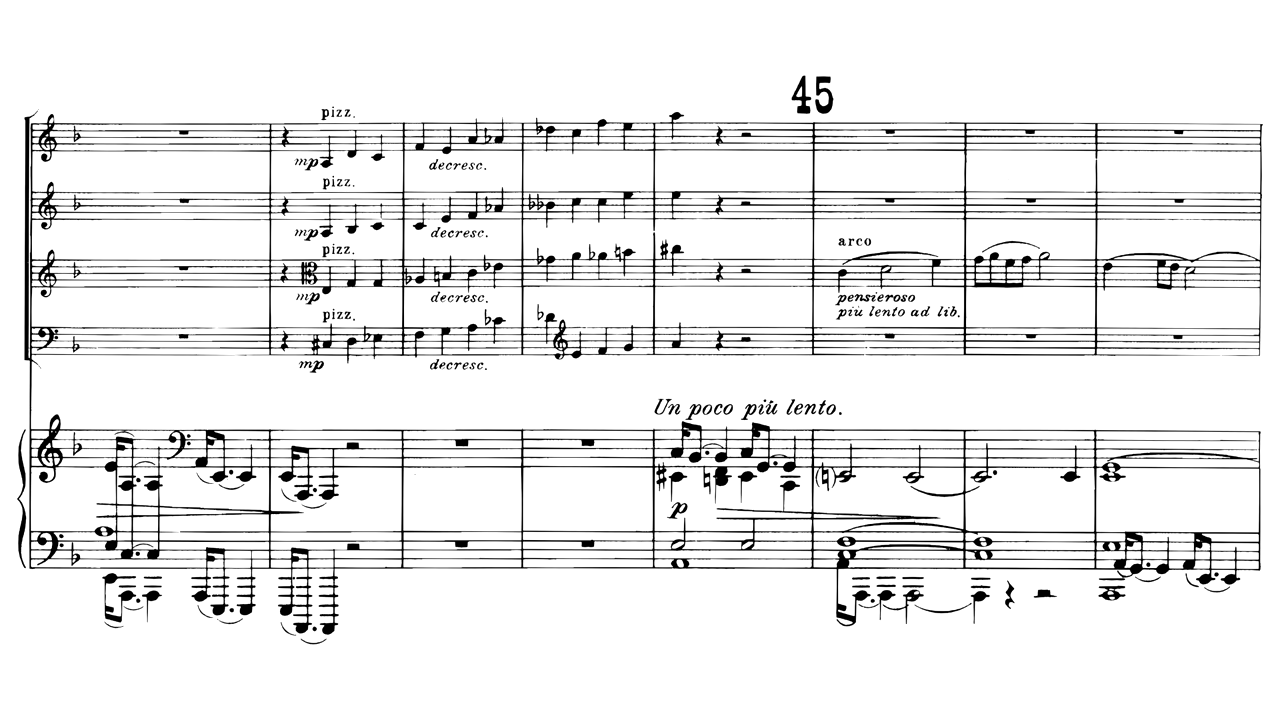 45
pizz.
mp
decresc.
pizz.
mp
decresc.
pizz.
arco
mp
decresc.
pensieroso
più lento ad lib.
pizz.
mp
decresc.
Un poco più lento.
p